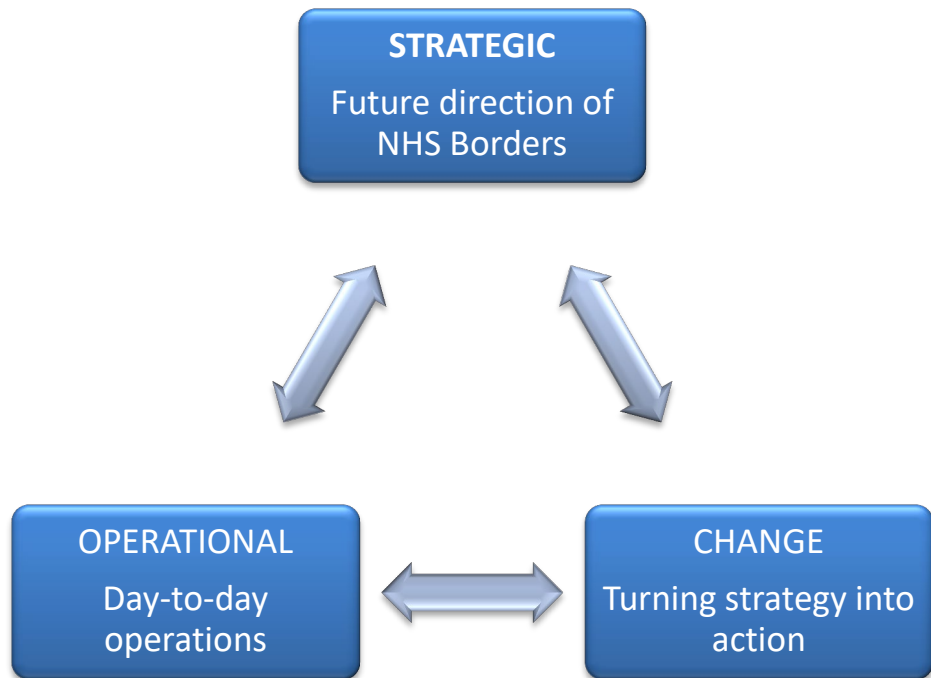 STRATEGIC
Future direction of
NHS Borders
OPERATIONAL
Day-to-day
operations
CHANGE
Turning strategy into
action